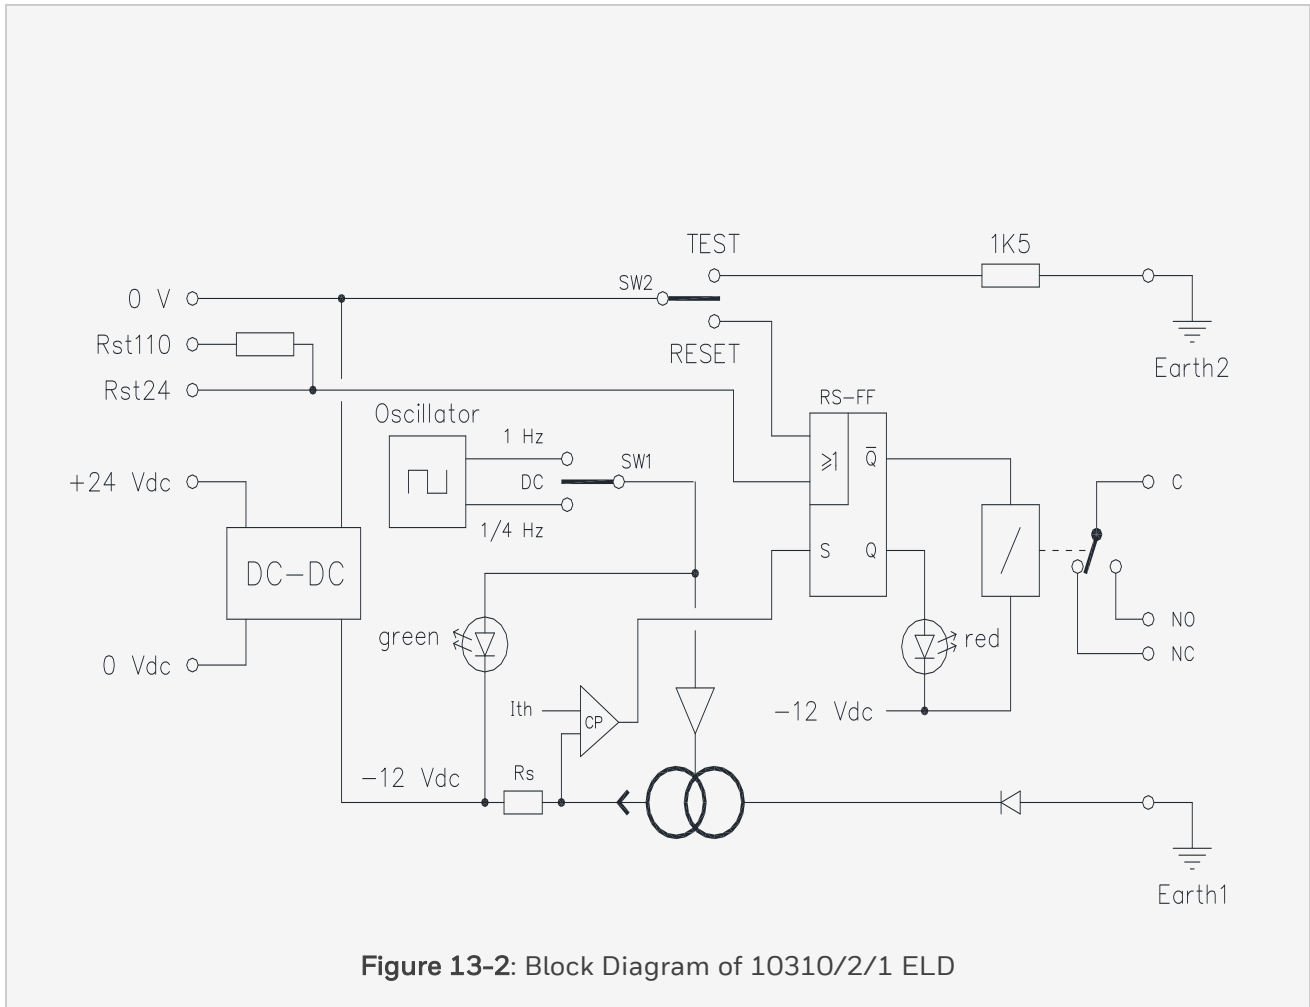 TEST
1K5
SW2
0 V
Rst110
RESET
Earth2
Rst24
RS-FF
Oscillator
1 Hz
≥1
Q̅
SW1
+24 Vdc
DC
C
1/4 Hz
S
Q
DC-DC
NO
green
red
NC
0 Vdc
Ith
CP
-12 Vdc
-12 Vdc
Rs
Earth1
Figure 13-2: Block Diagram of 10310/2/1 ELD